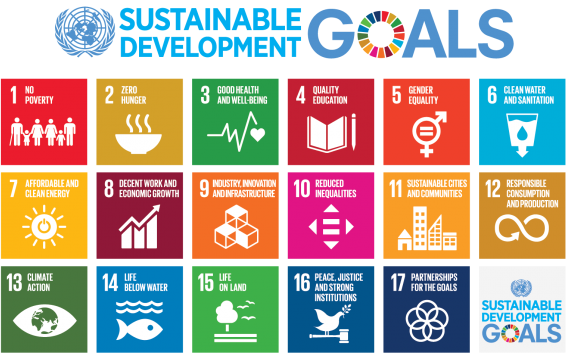 SUSTAINABLE
DEVELOPMENT
GOALS
1 NO
POVERTY
2 ZERO
HUNGER
3 GOOD HEALTH
AND WELL-BEING
4 QUALITY
EDUCATION
5 GENDER
EQUALITY
6 CLEAN WATER
AND SANITATION
7 AFFORDABLE AND
CLEAN ENERGY
8 DECENT WORK AND
ECONOMIC GROWTH
9 INDUSTRY, INNOVATION
AND INFRASTRUCTURE
10 REDUCED
INEQUALITIES
11 SUSTAINABLE CITIES
AND COMMUNITIES
12 RESPONSIBLE
CONSUMPTION
AND PRODUCTION
13 CLIMATE
ACTION
14 LIFE
BELOW WATER
15 LIFE
ON LAND
16 PEACE, JUSTICE
AND STRONG
INSTITUTIONS
17 PARTNERSHIPS
FOR THE GOALS
SUSTAINABLE
DEVELOPMENT
GOALS